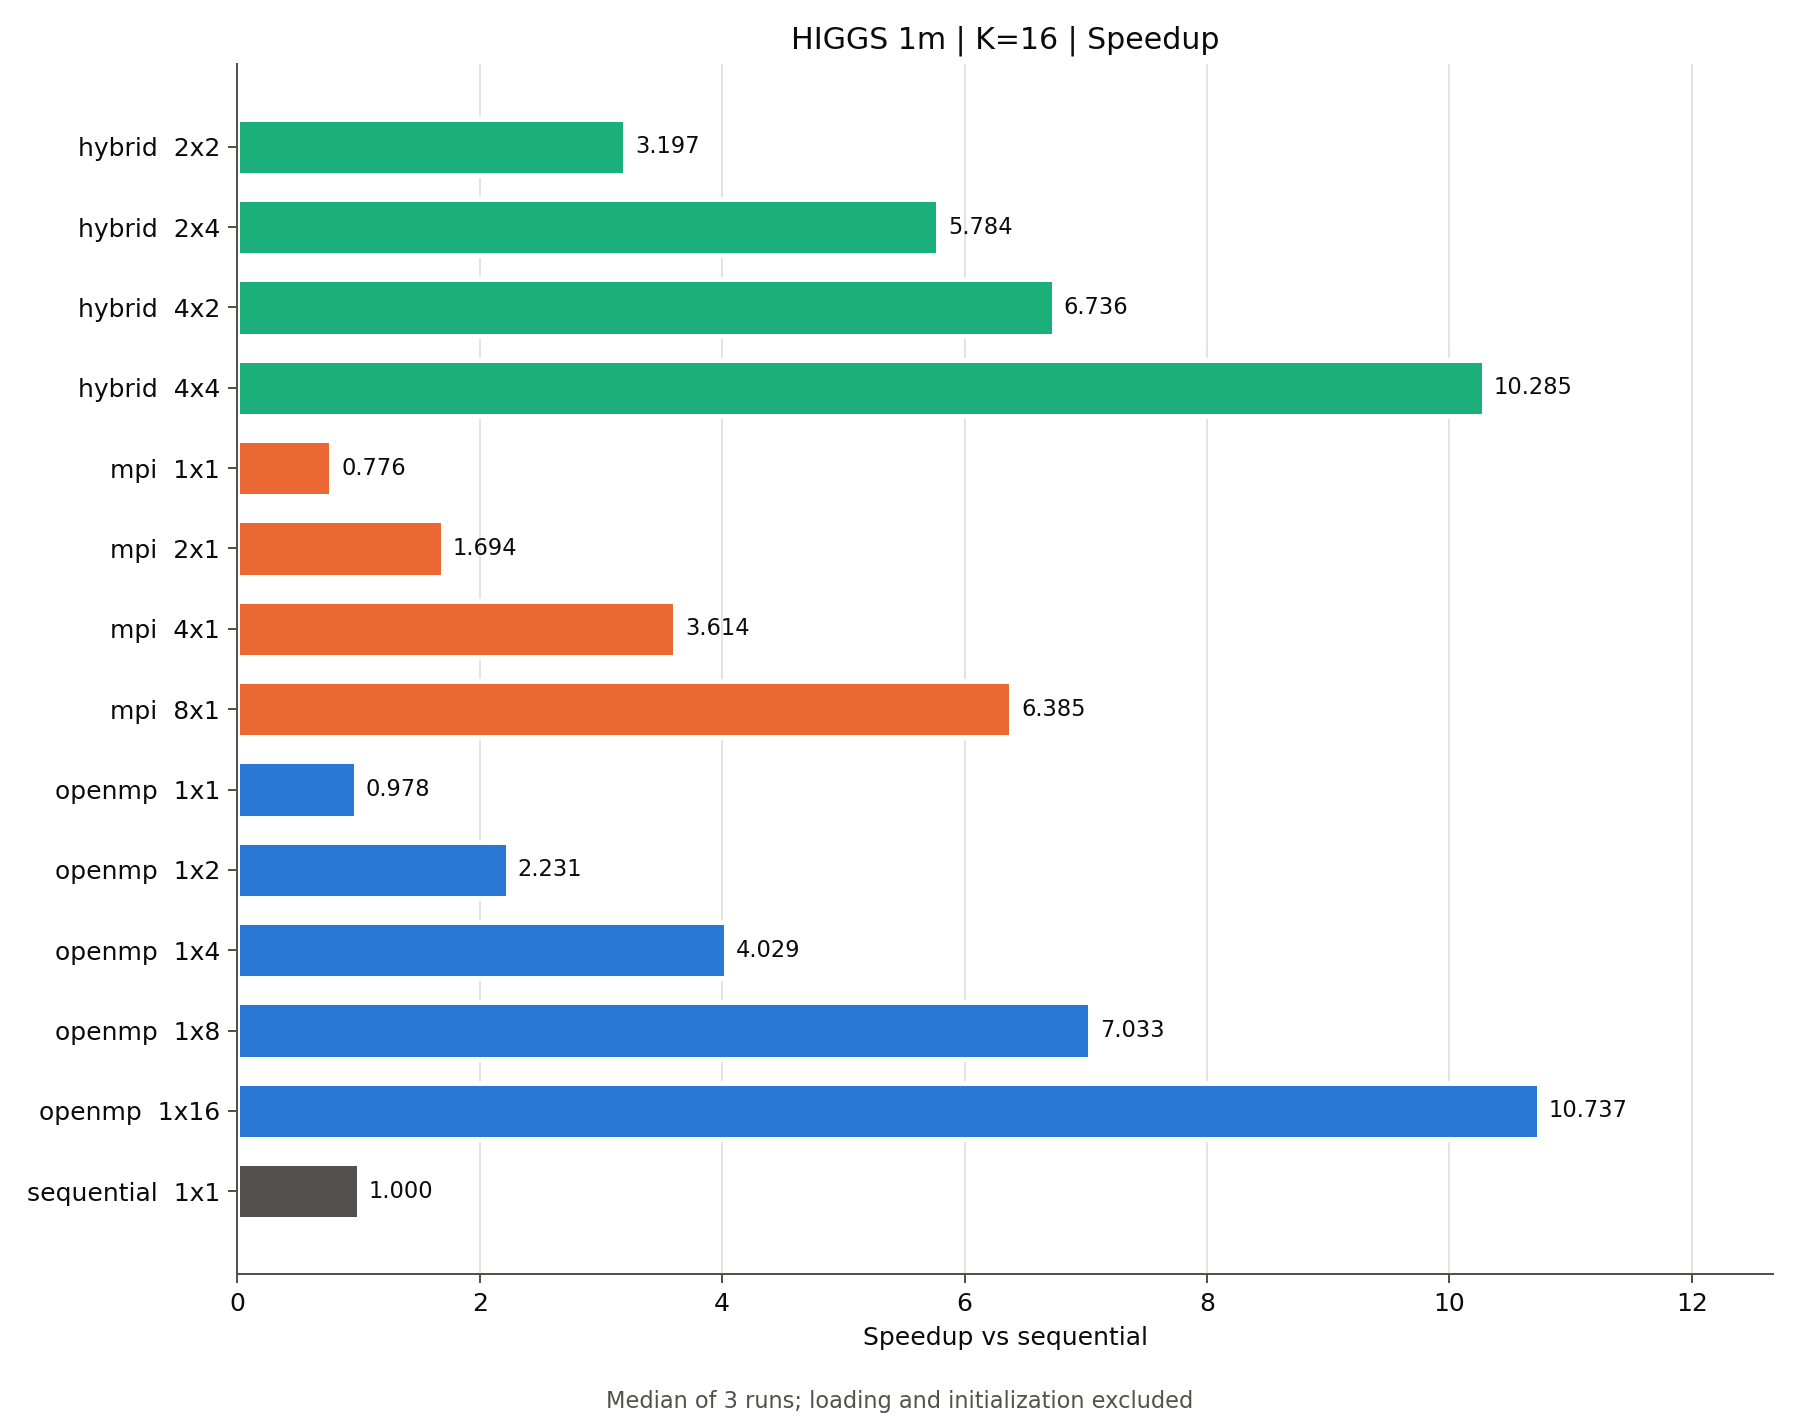 HIGGS 1m | K=16 | Speedup
hybrid 2x2 3.197
hybrid 2x4 5.784
hybrid 4x2 6.736
hybrid 4x4 10.285
mpi 1x1 0.776
mpi 2x1 1.694
mpi 4x1 3.614
mpi 8x1 6.385
openmp 1x1 0.978
openmp 1x2 2.231
openmp 1x4 4.029
openmp 1x8 7.033
openmp 1x16 10.737
sequential 1x1 1.000
0 2 4 6 8 10 12
Speedup vs sequential
Median of 3 runs; loading and initialization excluded